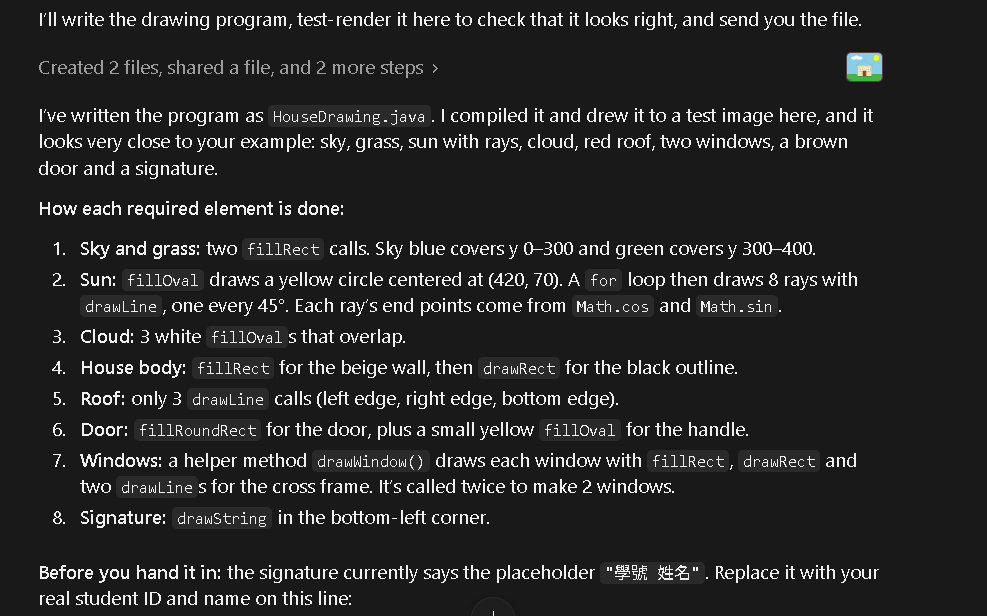 I'll write the drawing program, test-render it here to check that it looks right, and send you the file.
Created 2 files, shared a file, and 2 more steps ›
I've written the program as HouseDrawing.java. I compiled it and drew it to a test image here, and it
looks very close to your example: sky, grass, sun with rays, cloud, red roof, two windows, a brown
door and a signature.
How each required element is done:
1. Sky and grass: two fillRect calls. Sky blue covers y 0–300 and green covers y 300–400.
2. Sun: fillOval draws a yellow circle centered at (420, 70). A for loop then draws 8 rays with
drawLine, one every 45°. Each ray's end points come from Math.cos and Math.sin.
3. Cloud: 3 white fillOvals that overlap.
4. House body: fillRect for the beige wall, then drawRect for the black outline.
5. Roof: only 3 drawLine calls (left edge, right edge, bottom edge).
6. Door: fillRoundRect for the door, plus a small yellow fillOval for the handle.
7. Windows: a helper method drawWindow() draws each window with fillRect, drawRect and
two drawLines for the cross frame. It's called twice to make 2 windows.
8. Signature: drawString in the bottom-left corner.
Before you hand it in: the signature currently says the placeholder "學號 姓名". Replace it with your
real student ID and name on this line: